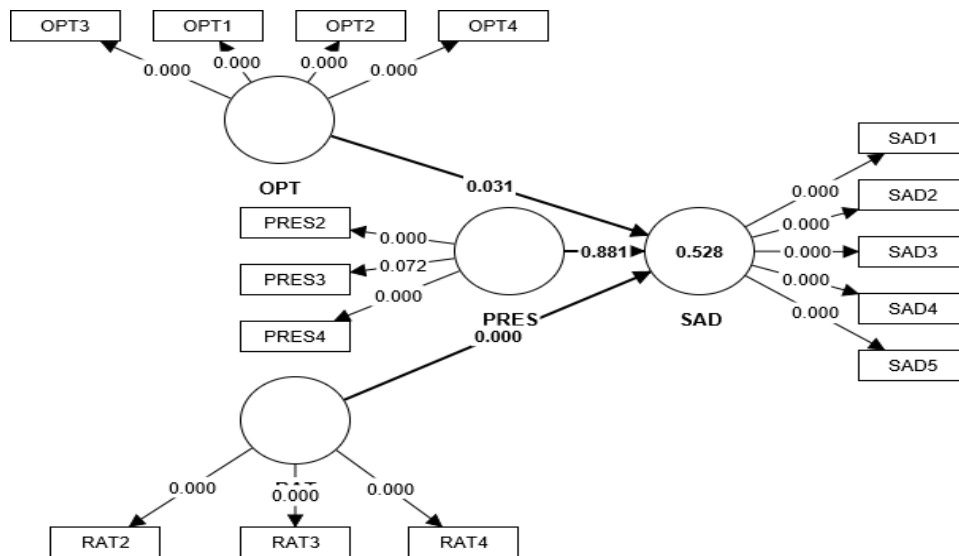 OPT3
OPT1
OPT2
OPT4
0.000
0.000
0.000
0.000
OPT
0.031
SAD1
SAD2
SAD3
SAD4
SAD5
0.000
0.000
0.000
0.000
0.000
PRES2
PRES3
PRES4
0.000
0.072
0.000
0.881
0.528
PRES
SAD
0.000
0.000
0.000
0.000
RAT2
RAT3
RAT4